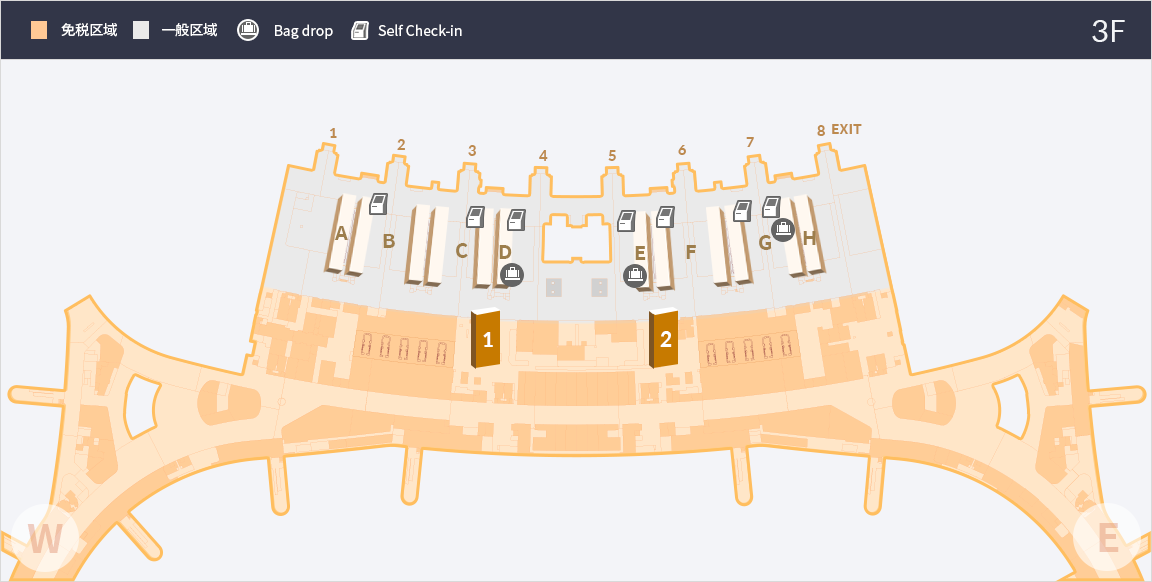 免税区域 一般区域 Bag drop Self Check-in 3F
1 2 3 4 5 6 7 8 EXIT
A B C D E F G H
1 2
W E